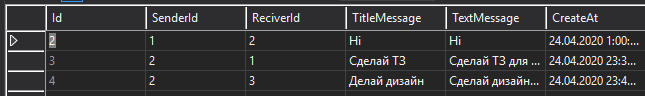 Id SenderId ReciverId TitleMessage TextMessage CreateAt
2 1 2 Hi Hi 24.04.2020 1:00:...
3 2 1 Сделай ТЗ Сделай ТЗ для ... 24.04.2020 23:3...
4 2 3 Делай дизайн Сделай дизайн... 24.04.2020 23:4...